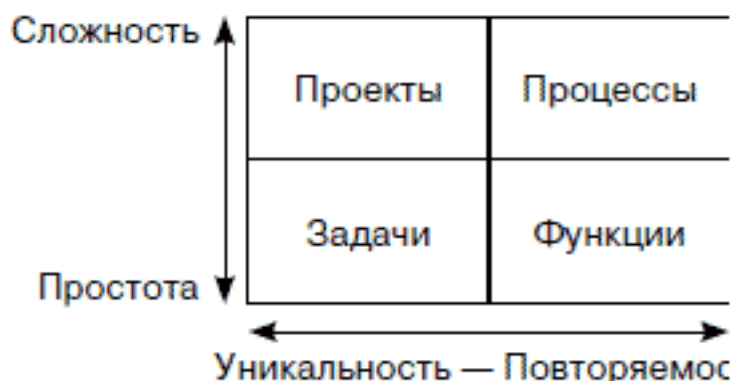 Сложность
Проекты Процессы
Задачи Функции
Простота
Уникальность — Повторяемос